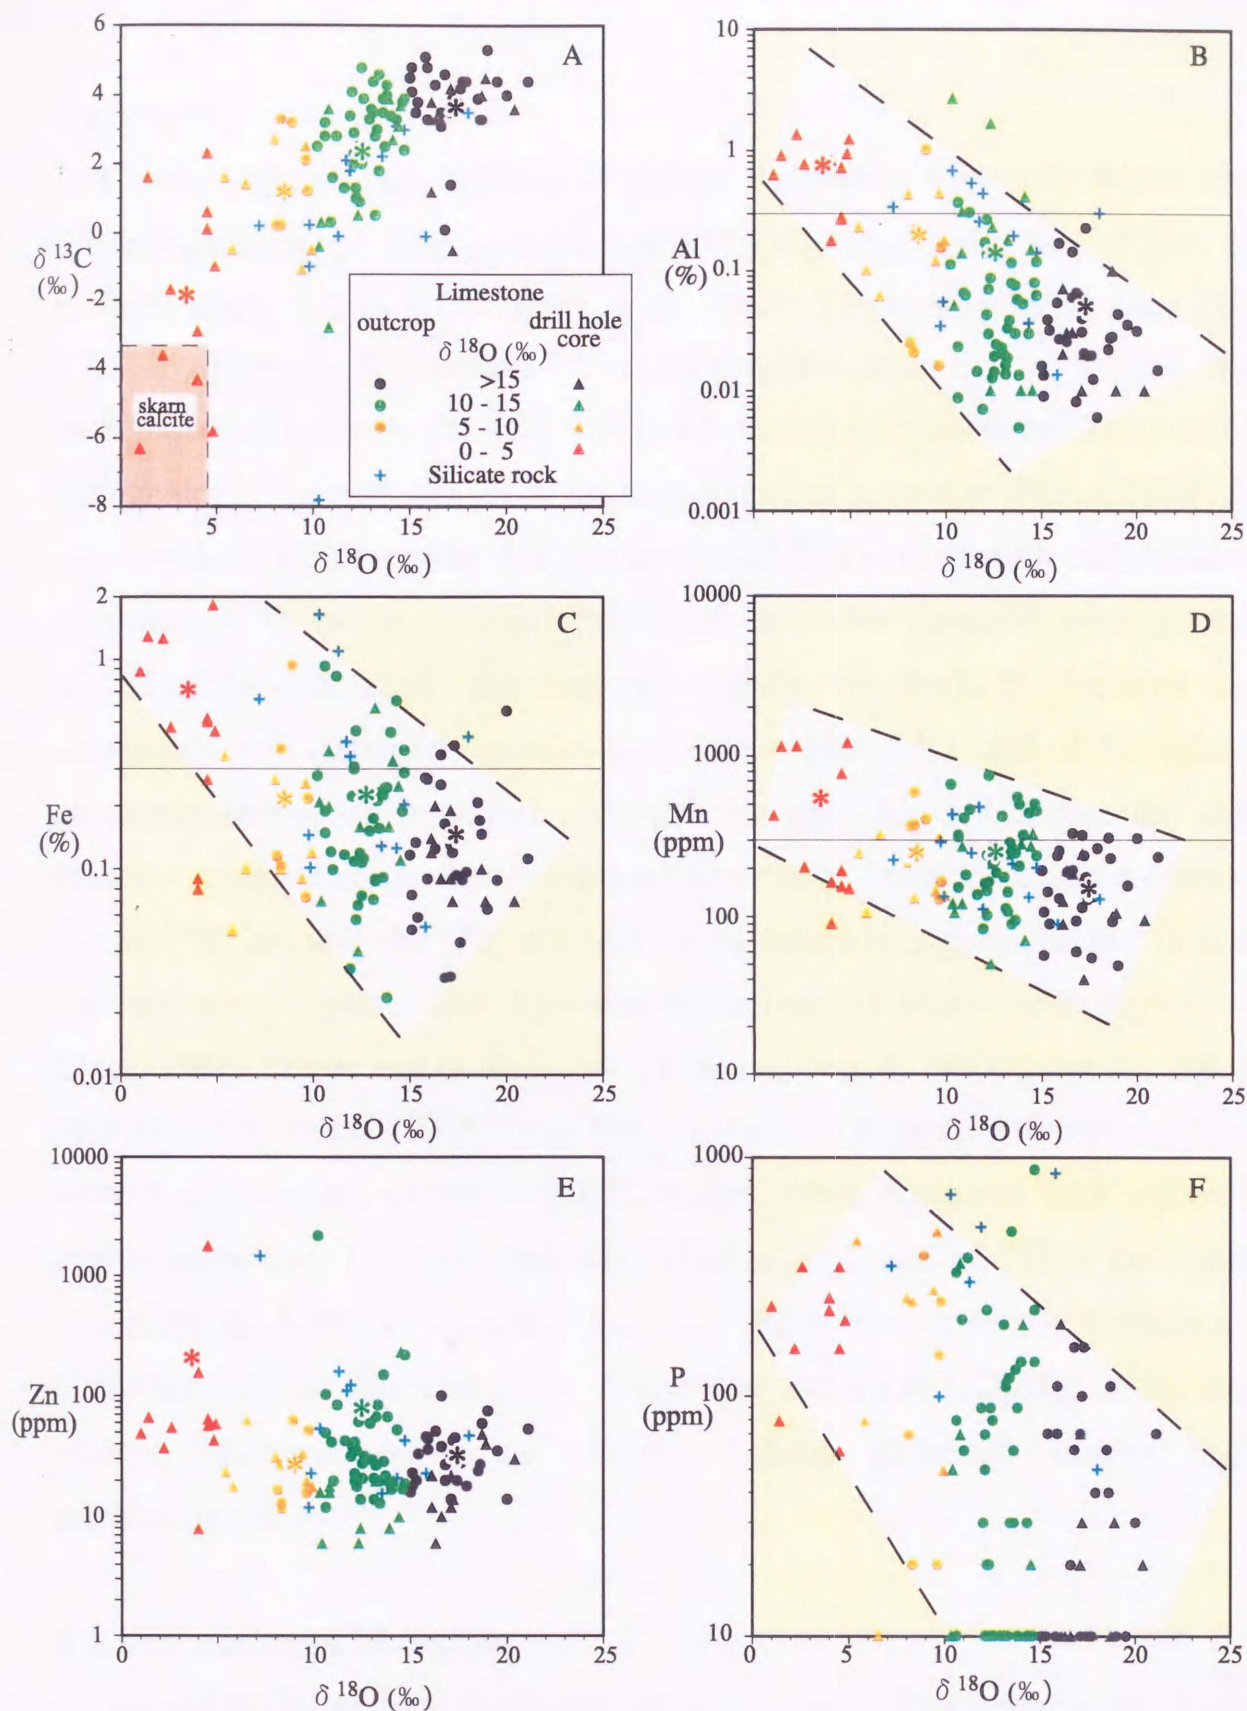 A
6
4
2
0
-2
-4
-6
-8
δ 13C
(‰)
skarn
calcite
5
10
15
20
25
δ 18O (‰)
Limestone
outcrop
drill hole
core
δ 18O (‰)
>15
10 - 15
5 - 10
0 - 5
Silicate rock
B
10
1
0.1
0.01
0.001
Al
(%)
0
5
10
15
20
25
δ 18O (‰)
C
2
1
0.1
0.01
Fe
(%)
0
5
10
15
20
25
δ 18O (‰)
D
10000
1000
100
10
Mn
(ppm)
10
15
20
25
δ 18O (‰)
E
10000
1000
100
10
1
Zn
(ppm)
0
5
10
15
20
25
δ 18O (‰)
F
1000
100
10
P
(ppm)
0
5
10
15
20
25
δ 18O (‰)